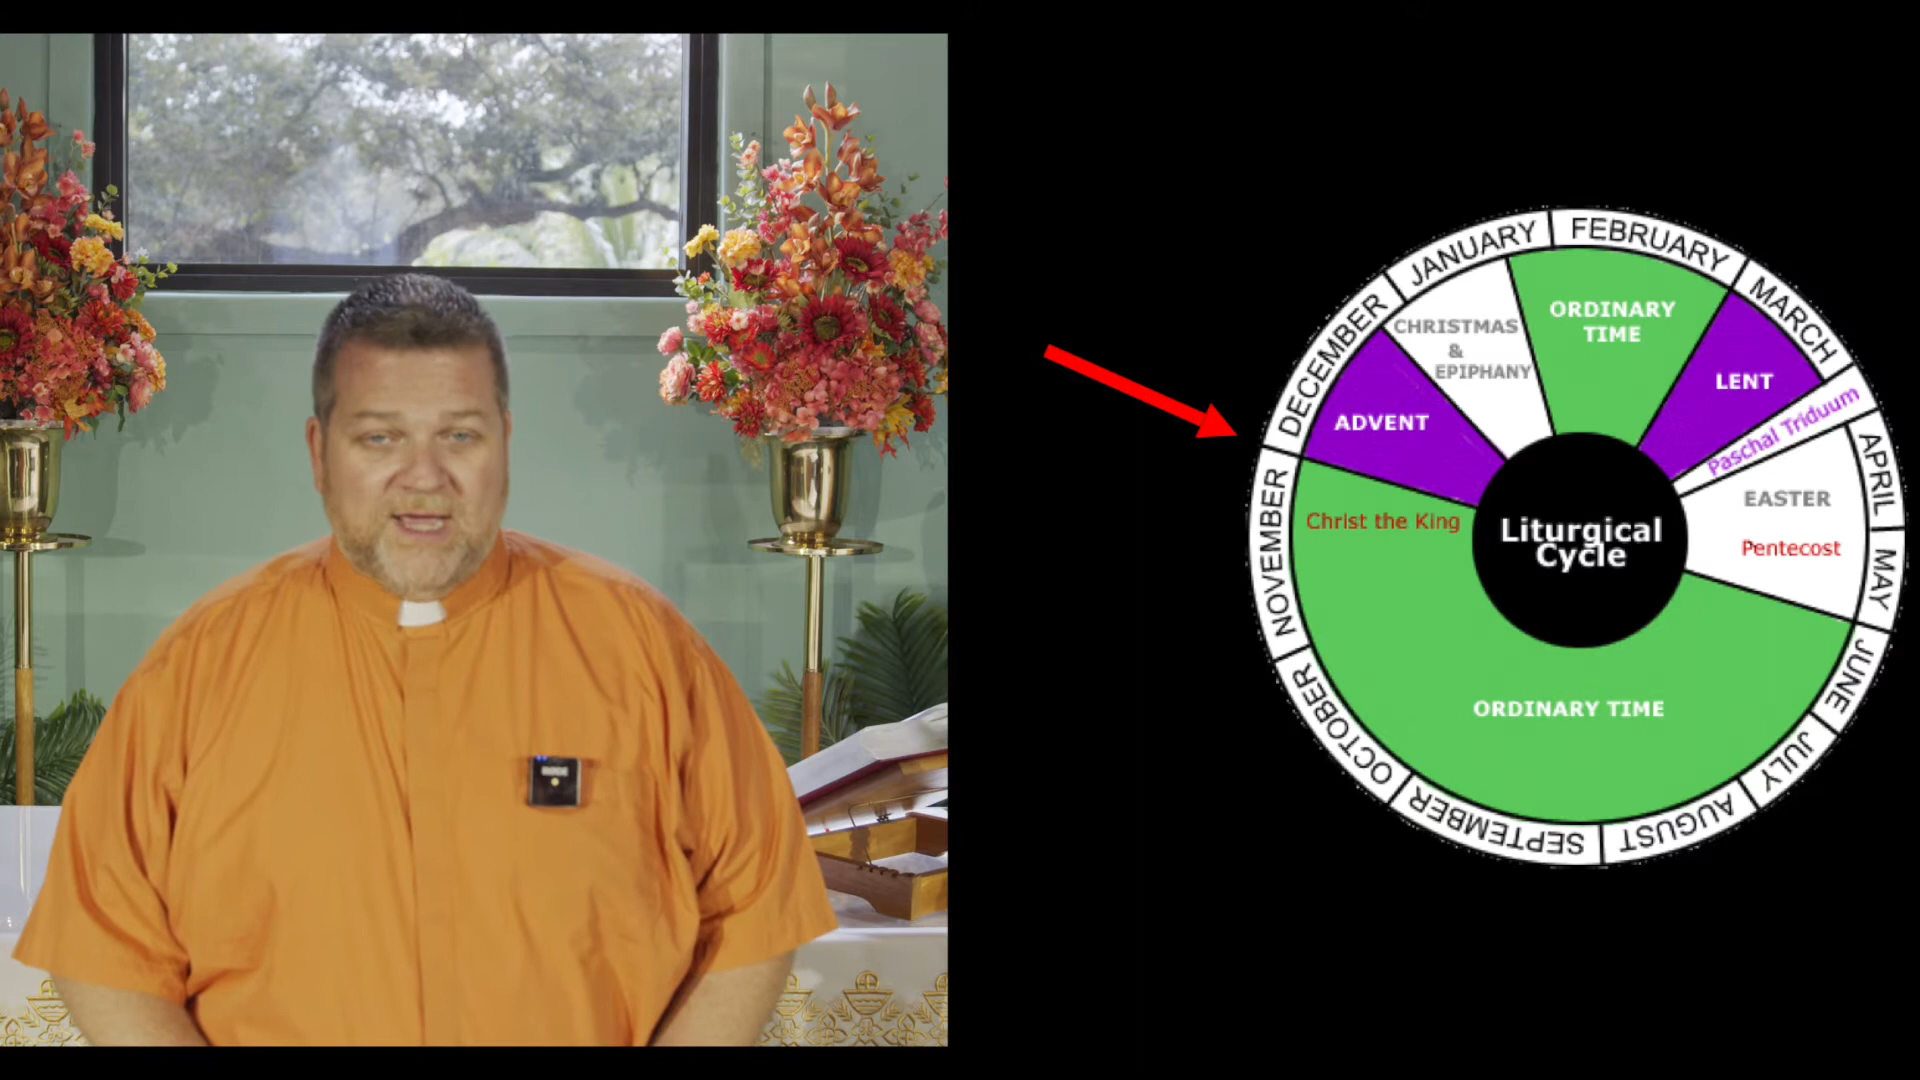 JANUARY
FEBRUARY
MARCH
APRIL
MAY
JUNE
JULY
AUGUST
SEPTEMBER
OCTOBER
NOVEMBER
DECEMBER
CHRISTMAS
&
EPIPHANY
ORDINARY
TIME
LENT
Paschal Triduum
EASTER
Pentecost
ORDINARY TIME
Christ the King
ADVENT
Liturgical
Cycle